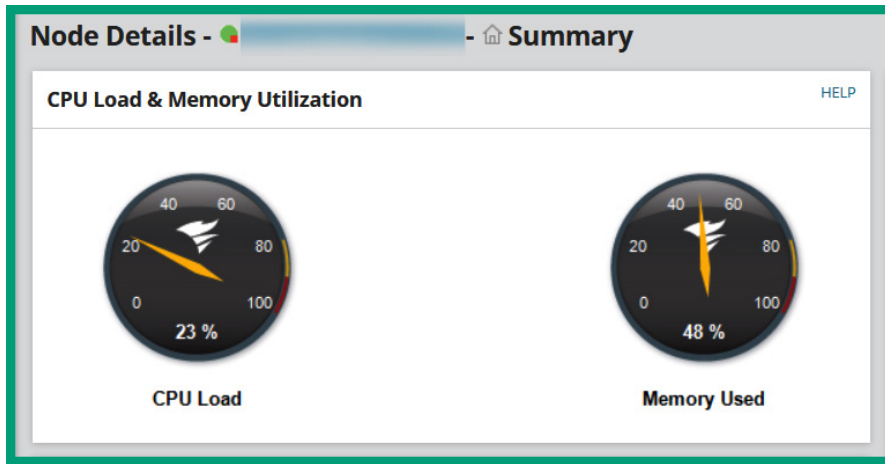 Node Details - - Summary
CPU Load & Memory Utilization
HELP
40 60
20 80
0 100
23 %
CPU Load
40 60
20 80
0 100
48 %
Memory Used